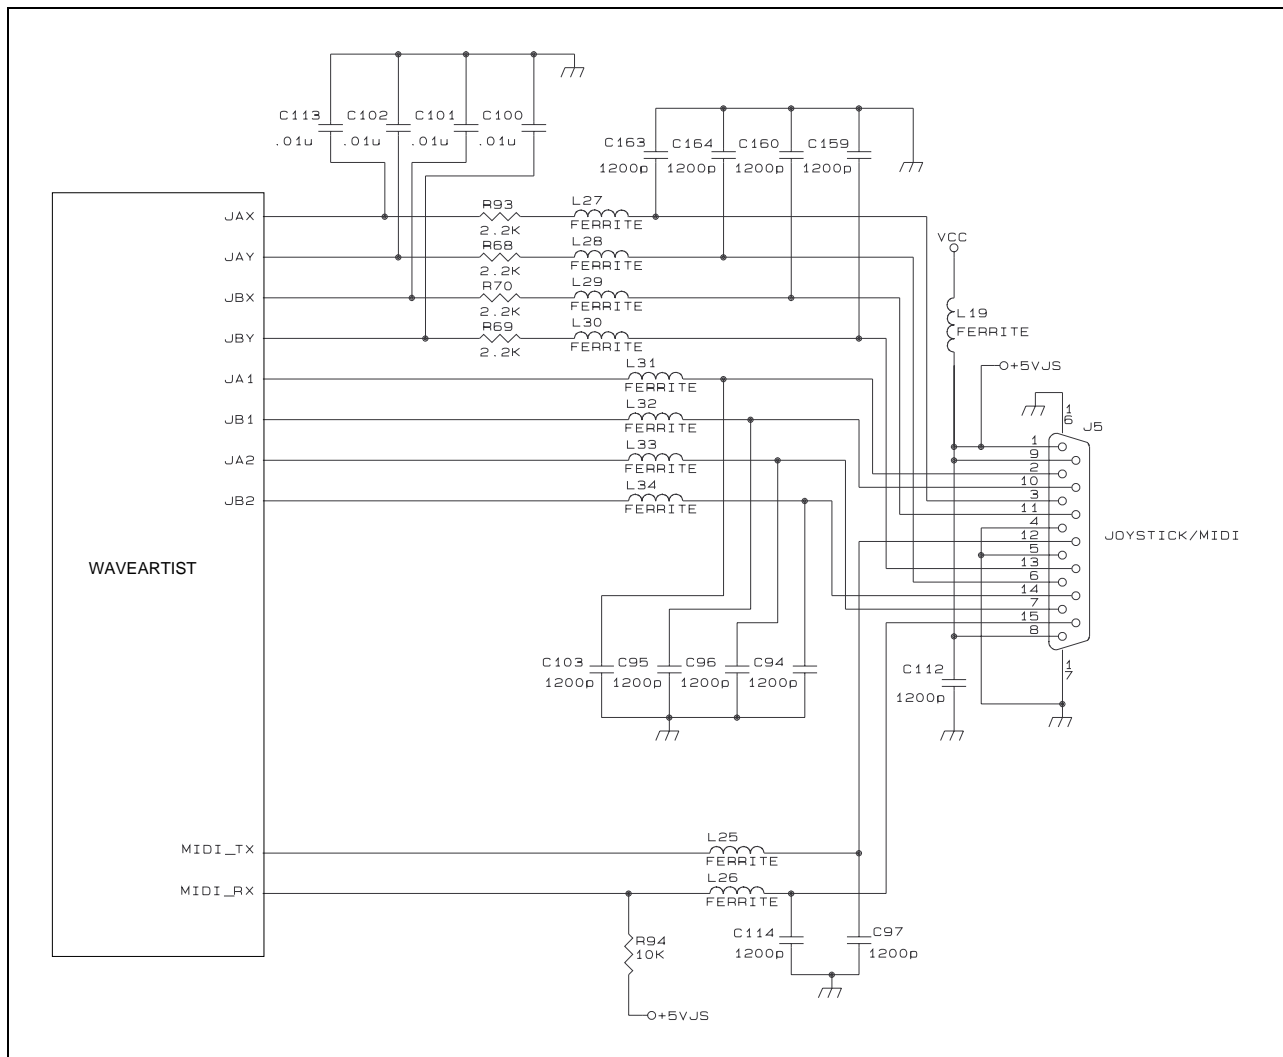 C113 C102 C101 C100
.01u .01u .01u .01u
C163 C164 C160 C159
1200p 1200p 1200p 1200p
JAX
R93
2.2K
L27
FERRITE
JAY
R68
2.2K
L28
FERRITE
JBX
R70
2.2K
L29
FERRITE
JBY
R69
2.2K
L30
FERRITE
VCC
L19
FERRITE
+5VJS
JA1
L31
FERRITE
JB1
L32
FERRITE
JA2
L33
FERRITE
JB2
L34
FERRITE
16
J5
1
9
2
10
3
11
4
12
5
13
6
14
7
15
8
17
JOYSTICK/MIDI
WAVEARTIST
C103 C95 C96 C94
1200p 1200p 1200p 1200p
C112
1200p
MIDI_TX
L25
FERRITE
MIDI_RX
L26
FERRITE
R94
10K
C114 C97
1200p 1200p
+5VJS